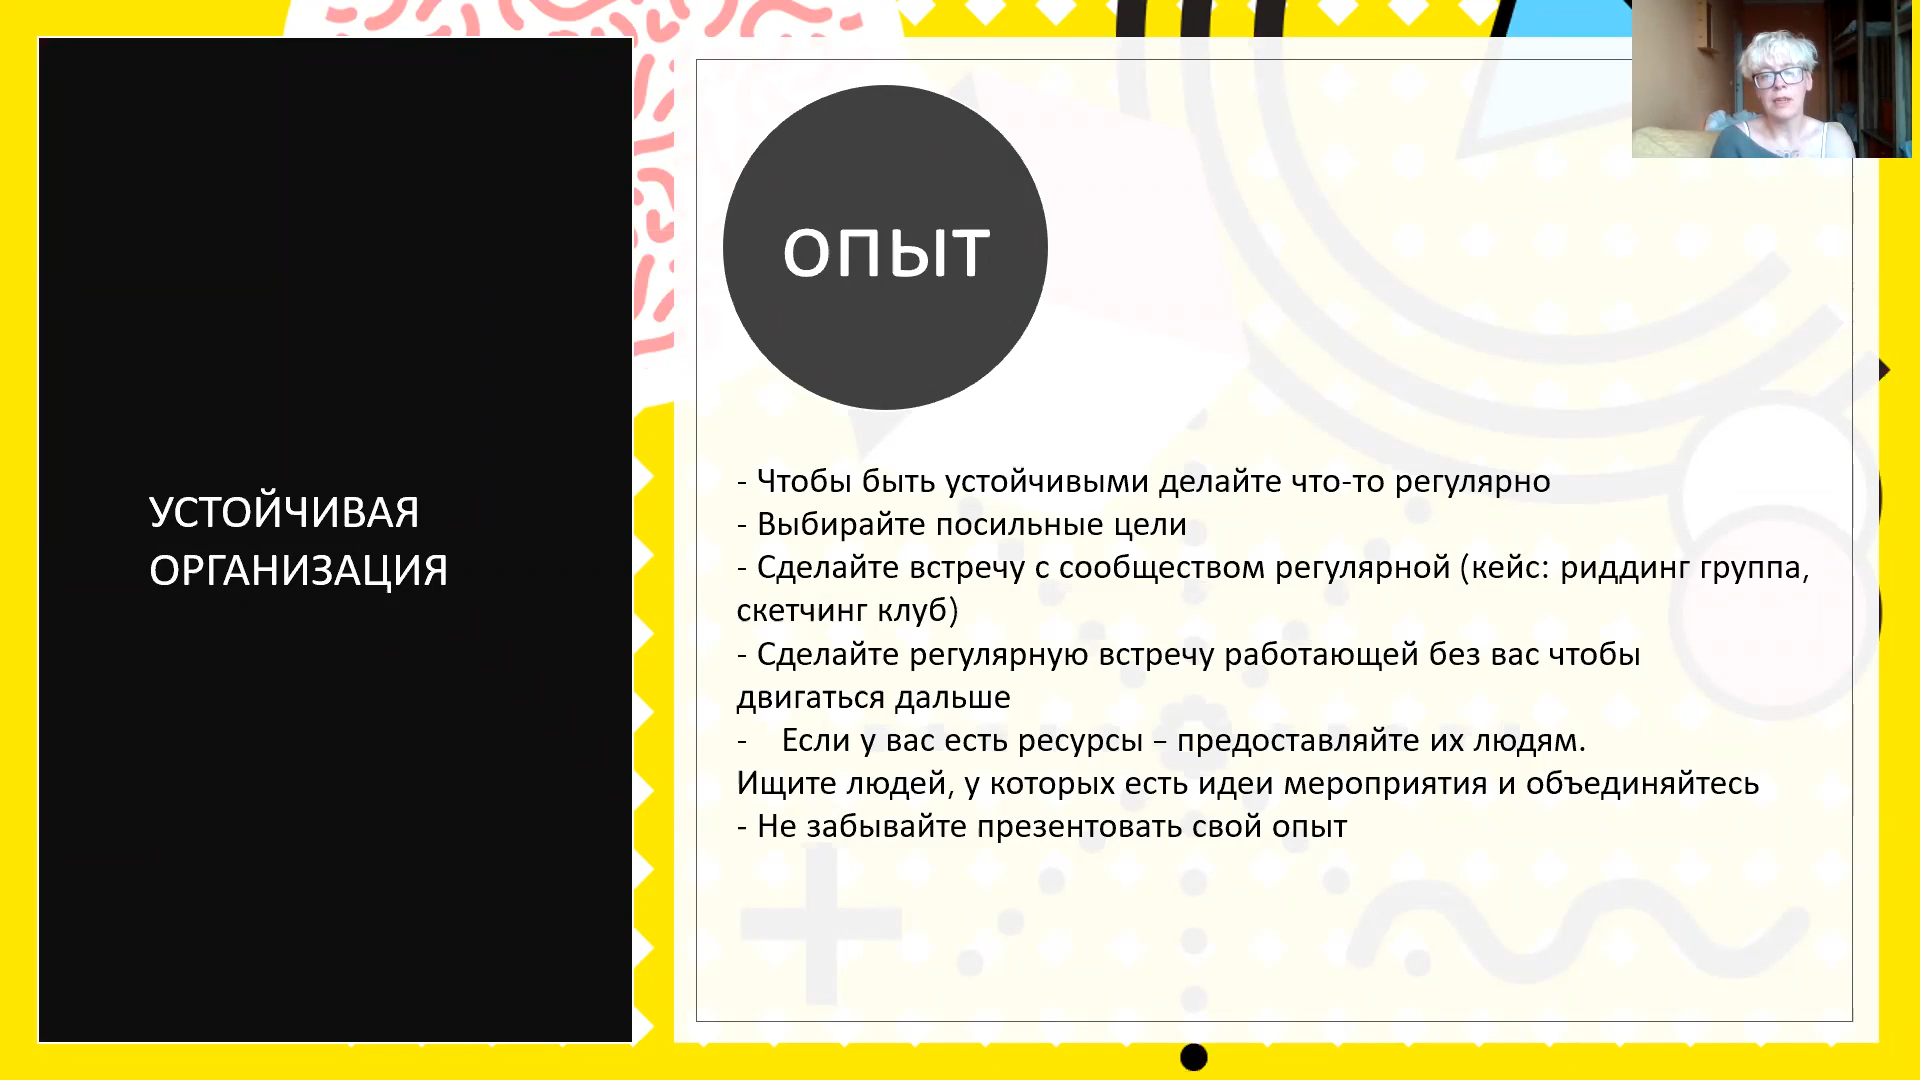 УСТОЙЧИВАЯ
ОРГАНИЗАЦИЯ
ОПЫТ
- Чтобы быть устойчивыми делайте что-то регулярно
- Выбирайте посильные цели
- Сделайте встречу с сообществом регулярной (кейс: риддинг группа,
скетчинг клуб)
- Сделайте регулярную встречу работающей без вас чтобы
двигаться дальше
- Если у вас есть ресурсы – предоставляйте их людям.
Ищите людей, у которых есть идеи мероприятия и объединяйтесь
- Не забывайте презентовать свой опыт